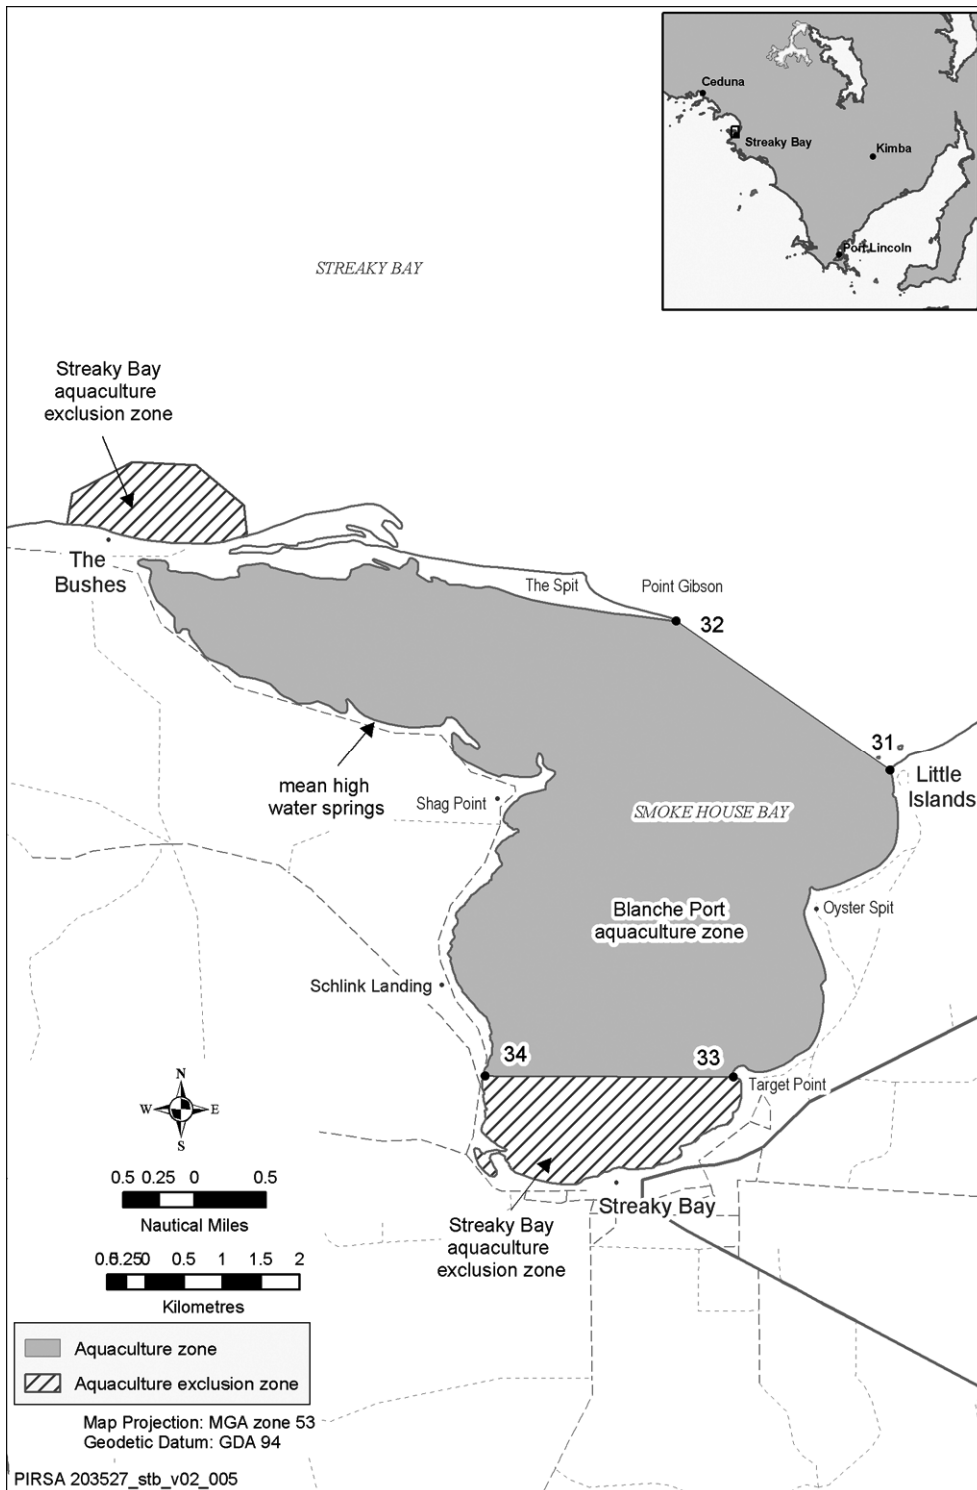 Ceduna
Streaky Bay
Kimba
Port Lincoln
STREAKY BAY
Streaky Bay
aquaculture
exclusion zone
The
Bushes
The Spit
Point Gibson
32
31
Little
Islands
mean high
water springs
Shag Point
SMOKE HOUSE BAY
Blanche Port
aquaculture zone
Oyster Spit
Schlink Landing
34
33
Target Point
N
W
E
S
Streaky Bay
Streaky Bay
aquaculture
exclusion zone
0.5 0.25 0 0.5
Nautical Miles
0.5 0.25 0 0.5 1 1.5 2
Kilometres
Aquaculture zone
Aquaculture exclusion zone
Map Projection: MGA zone 53
Geodetic Datum: GDA 94
PIRSA 203527_stb_v02_005